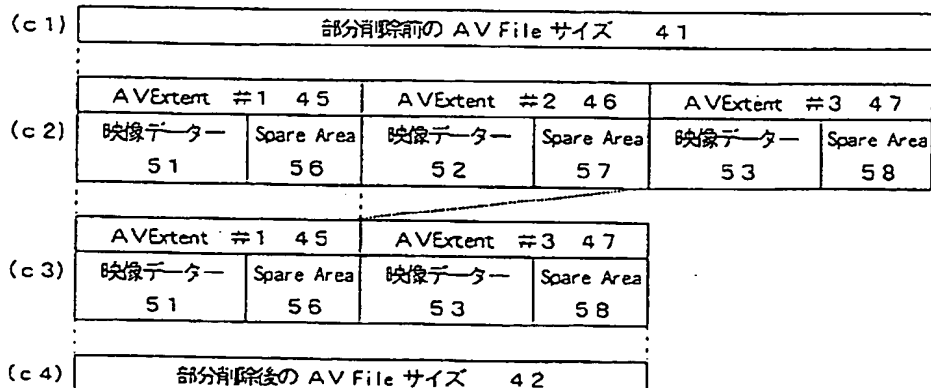 (c1) 部分削除前の AV File サイズ 41
AVExtent #1 45 AVExtent #2 46 AVExtent #3 47
(c2) 映像データー Spare Area 映像データー Spare Area 映像データー Spare Area
51 56 52 57 53 58
AVExtent #1 45 AVExtent #3 47
(c3) 映像データー Spare Area 映像データー Spare Area
51 56 53 58
(c4) 部分削除後の AV File サイズ 42